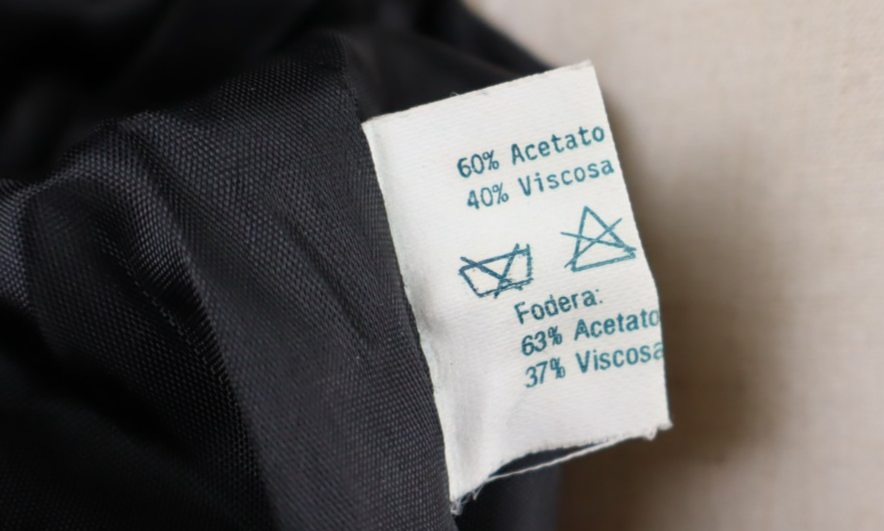 60% Acetato
40% Viscosa
Fodera:
63% Acetato
37% Viscosa